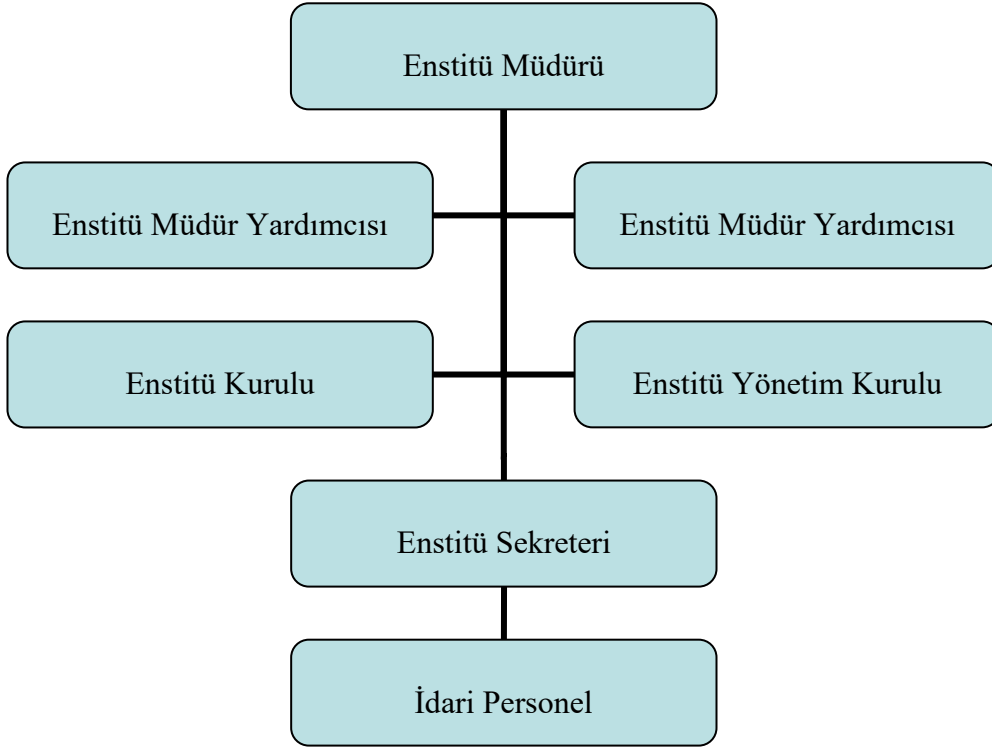 Enstitü Müdürü
Enstitü Müdür Yardımcısı
Enstitü Müdür Yardımcısı
Enstitü Kurulu
Enstitü Yönetim Kurulu
Enstitü Sekreteri
İdari Personel